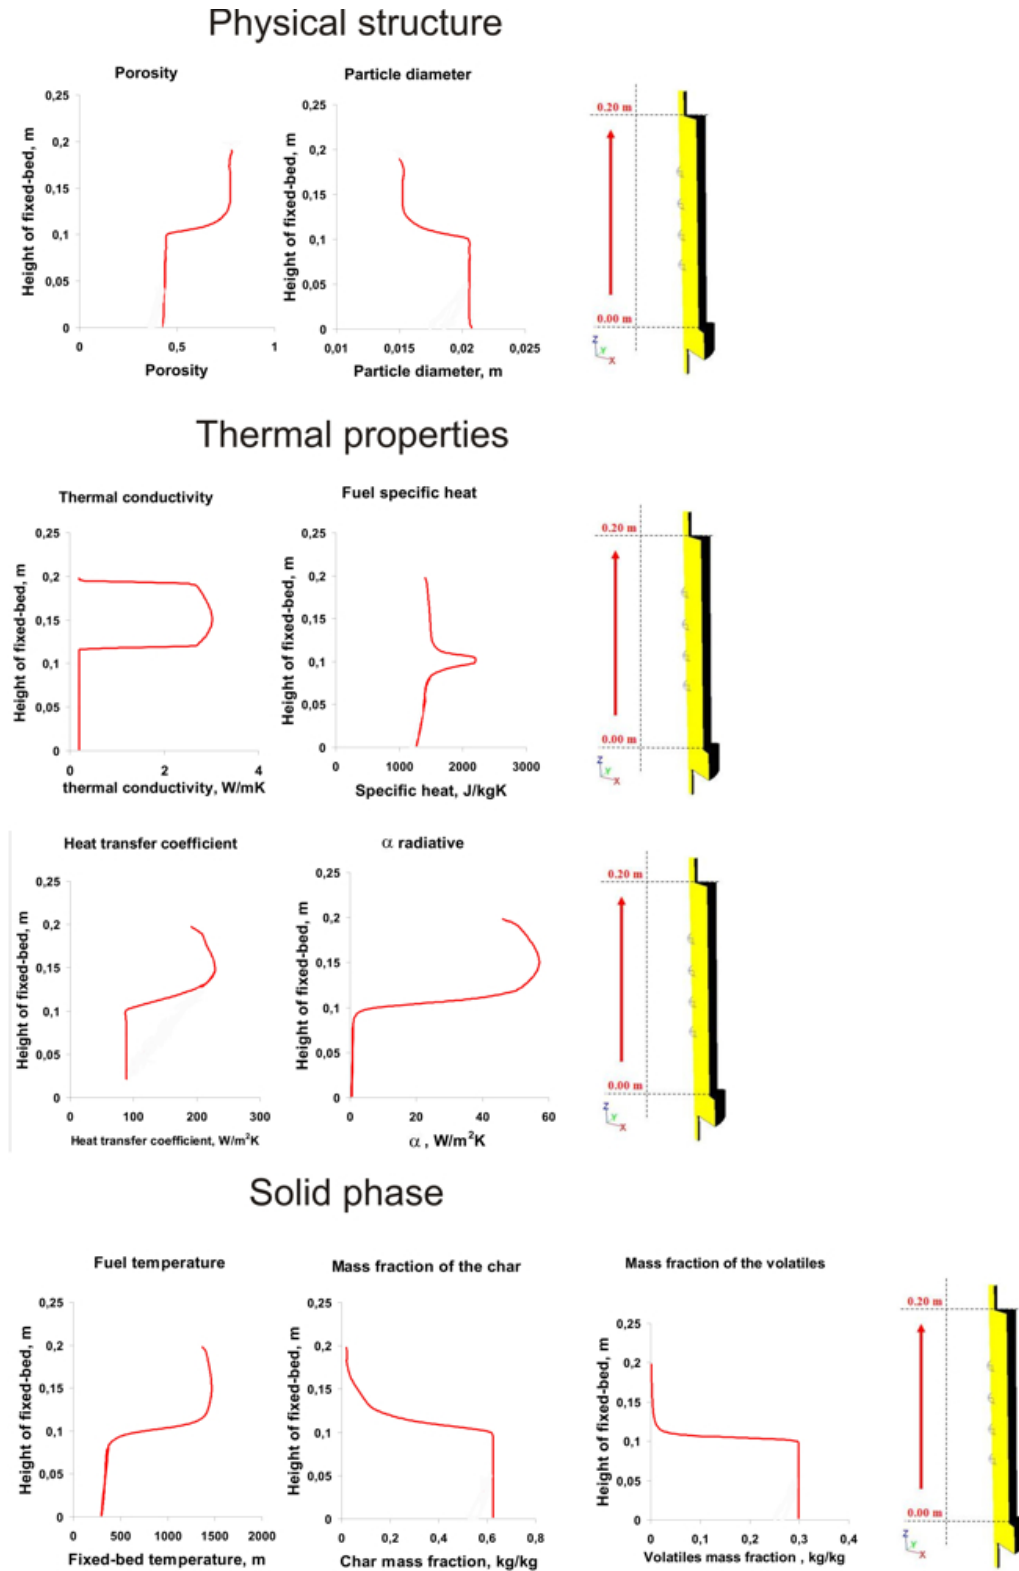 Physical structure
Porosity
Height of fixed-bed, m
0,25
0,2
0,15
0,1
0,05
0
0
0,5
1
Porosity
Particle diameter
Height of fixed-bed, m
0,25
0,2
0,15
0,1
0,05
0
0,01
0,015
0,02
0,025
Particle diameter, m
0.20 m
0.00 m
Z
Y
X
Thermal properties
Thermal conductivity
Height of fixed-bed, m
0,25
0,2
0,15
0,1
0,05
0
0
2
4
thermal conductivity, W/mK
Fuel specific heat
Height of fixed-bed, m
0,25
0,2
0,15
0,1
0,05
0
0
1000
2000
3000
Specific heat, J/kgK
0.20 m
0.00 m
Z
Y
X
Heat transfer coefficient
Height of fixed-bed, m
0,25
0,2
0,15
0,1
0,05
0
0
100
200
300
Heat transfer coefficient, W/m²K
α radiative
Height of fixed-bed, m
0,25
0,2
0,15
0,1
0,05
0
0
20
40
60
α , W/m²K
0.20 m
0.00 m
Z
Y
X
Solid phase
Fuel temperature
Height of fixed-bed, m
0,25
0,2
0,15
0,1
0,05
0
0
500
1000
1500
2000
Fixed-bed temperature, m
Mass fraction of the char
Height of fixed-bed, m
0,25
0,2
0,15
0,1
0,05
0
0
0,2
0,4
0,6
0,8
Char mass fraction, kg/kg
Mass fraction of the volatiles
Height of fixed-bed, m
0,25
0,2
0,15
0,1
0,05
0
0
0,1
0,2
0,3
0,4
Volatiles mass fraction , kg/kg
0.20 m
0.00 m
Z
Y
X